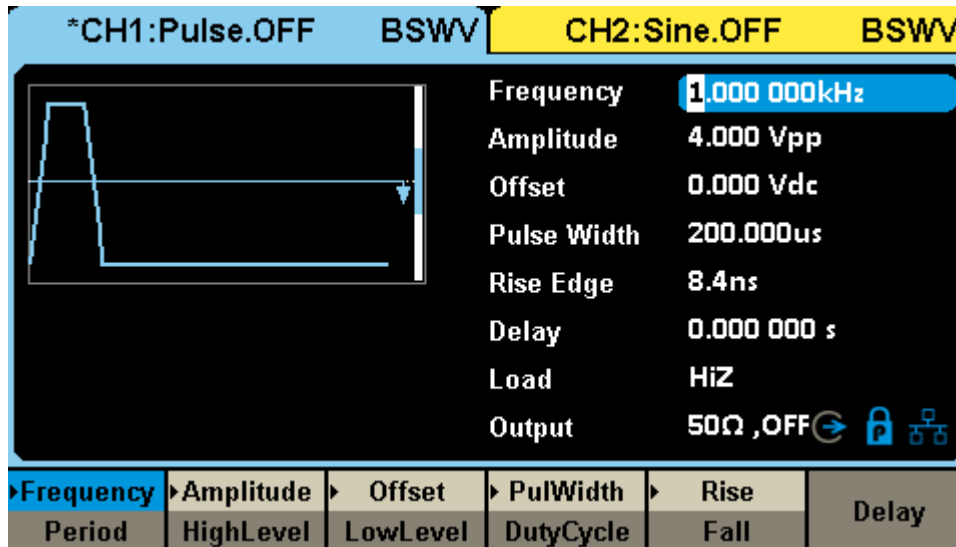 *CH1:Pulse.OFF BSWV CH2:Sine.OFF BSWV
Frequency 1.000 000kHz
Amplitude 4.000 Vpp
Offset 0.000 Vdc
Pulse Width 200.000us
Rise Edge 8.4ns
Delay 0.000 000 s
Load HiZ
Output 50Ω ,OFF P
Frequency Amplitude Offset PulWidth Rise Delay
Period HighLevel LowLevel DutyCycle Fall